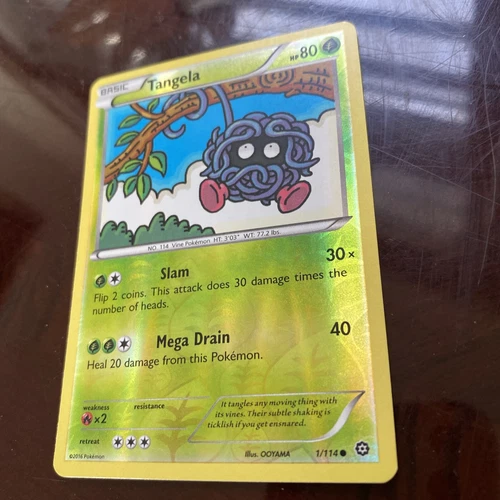 BASIC Tangela HP 80
NO. 114 Vine Pokémon HT: 3'03" WT: 77.2 lbs
Slam 30×
Flip 2 coins. This attack does 30 damage times the
number of heads.
Mega Drain 40
Heal 20 damage from this Pokémon.
weakness resistance
×2
retreat
It tangles any moving thing with
its vines. Their subtle shaking is
ticklish if you get ensnared.
©2016 Pokémon Illus. OOYAMA 1/114